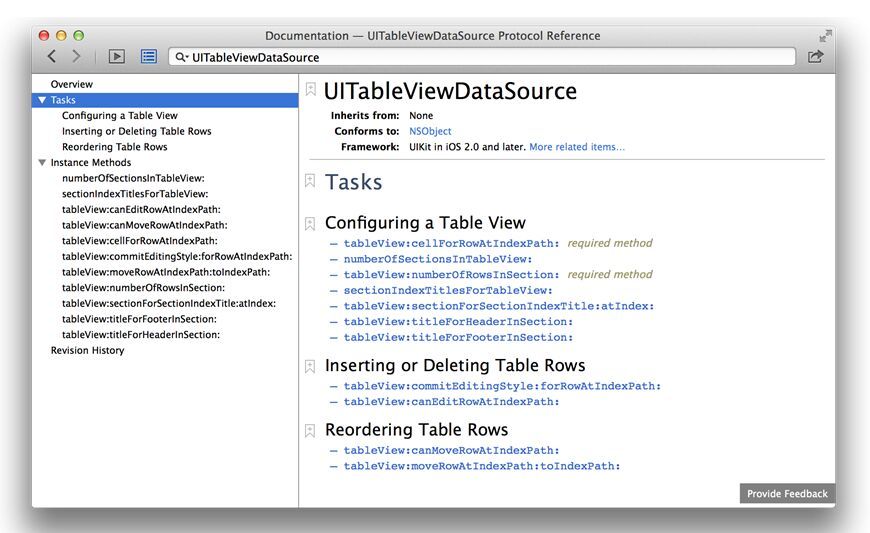 Documentation — UITableViewDataSource Protocol Reference
UITableViewDataSource
Overview
Tasks
Configuring a Table View
Inserting or Deleting Table Rows
Reordering Table Rows
Instance Methods
numberOfSectionsInTableView:
sectionIndexTitlesForTableView:
tableView:canEditRowAtIndexPath:
tableView:canMoveRowAtIndexPath:
tableView:cellForRowAtIndexPath:
tableView:commitEditingStyle:forRowAtIndexPath:
tableView:moveRowAtIndexPath:toIndexPath:
tableView:numberOfRowsInSection:
tableView:sectionForSectionIndexTitle:atIndex:
tableView:titleForFooterInSection:
tableView:titleForHeaderInSection:
Revision History
UITableViewDataSource
Inherits from: None
Conforms to: NSObject
Framework: UIKit in iOS 2.0 and later. More related items...
Tasks
Configuring a Table View
– tableView:cellForRowAtIndexPath: required method
– numberOfSectionsInTableView:
– tableView:numberOfRowsInSection: required method
– sectionIndexTitlesForTableView:
– tableView:sectionForSectionIndexTitle:atIndex:
– tableView:titleForHeaderInSection:
– tableView:titleForFooterInSection:
Inserting or Deleting Table Rows
– tableView:commitEditingStyle:forRowAtIndexPath:
– tableView:canEditRowAtIndexPath:
Reordering Table Rows
– tableView:canMoveRowAtIndexPath:
– tableView:moveRowAtIndexPath:toIndexPath:
Provide Feedback